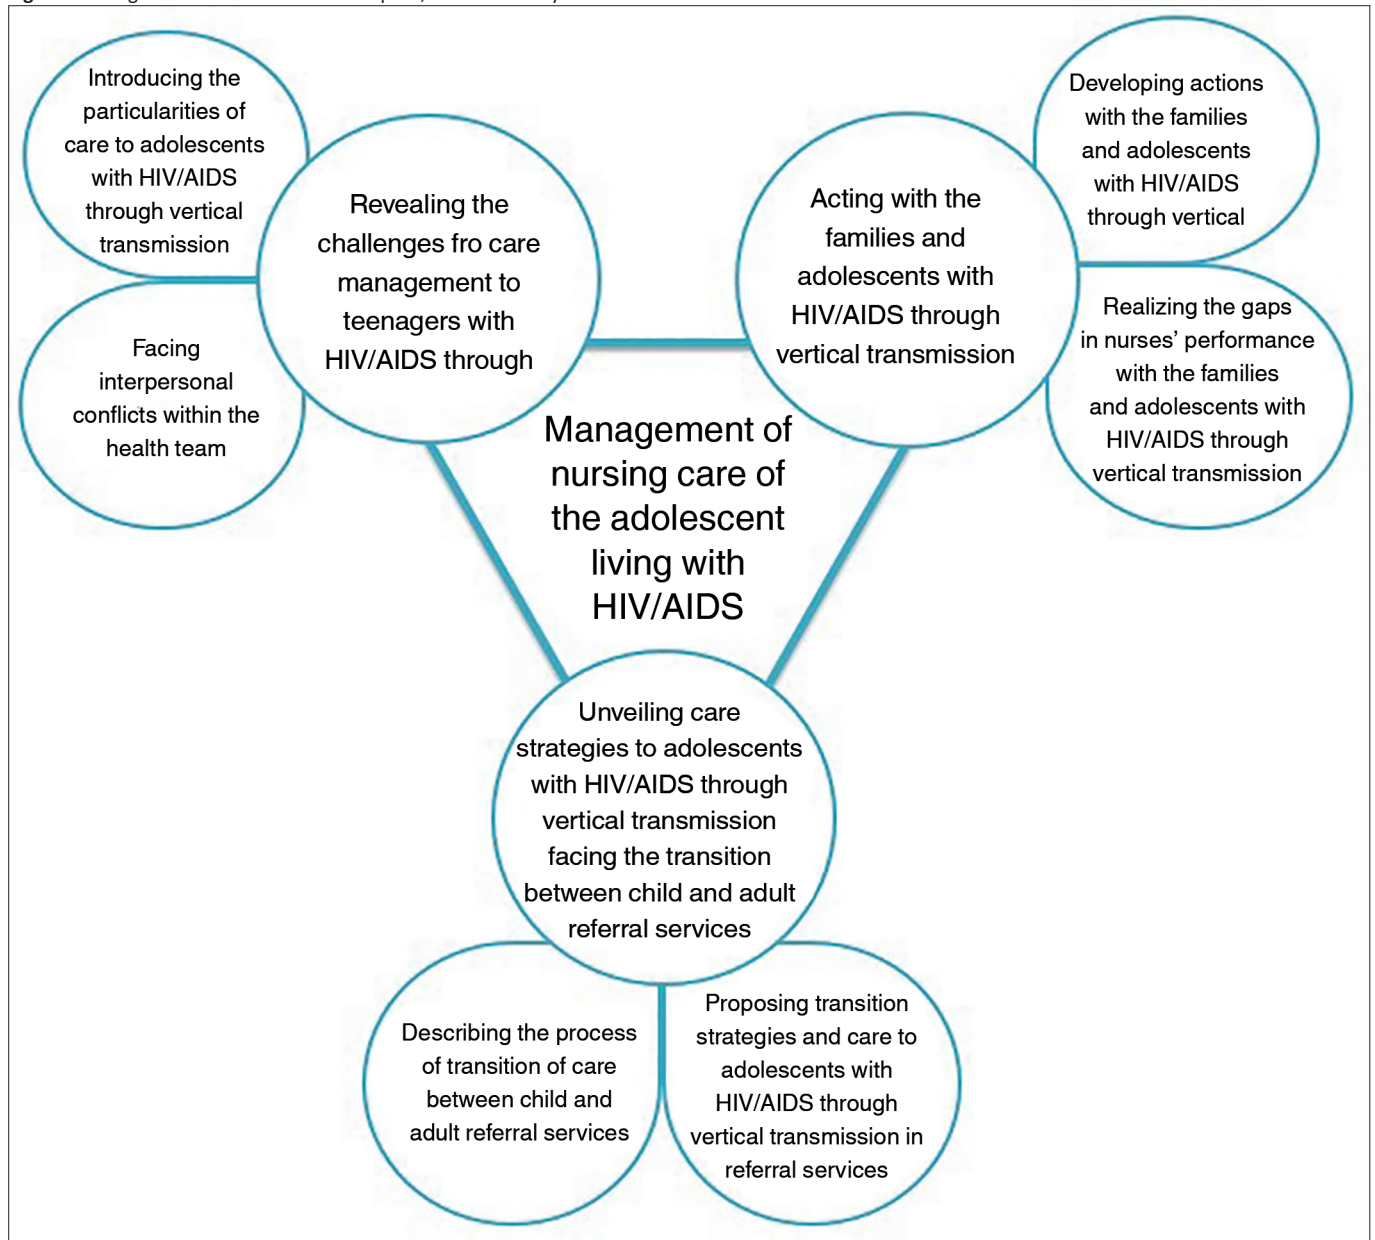 Introducing the
particularities of
care to adolescents
with HIV/AIDS
through vertical
transmission
Facing
interpersonal
conflicts within the
health team
Revealing the
challenges fro care
management to
teenagers with
HIV/AIDS through
Acting with the
families and
adolescents with
HIV/AIDS through
vertical transmission
Developing actions
with the families
and adolescents
with HIV/AIDS
through vertical
Realizing the gaps
in nurses’ performance
with the families
and adolescents with
HIV/AIDS through
vertical transmission
Management of
nursing care of
the adolescent
living with
HIV/AIDS
Unveiling care
strategies to adolescents
with HIV/AIDS through
vertical transmission
facing the transition
between child and adult
referral services
Describing the process
of transition of care
between child and
adult referral services
Proposing transition
strategies and care to
adolescents with
HIV/AIDS through
vertical transmission in
referral services